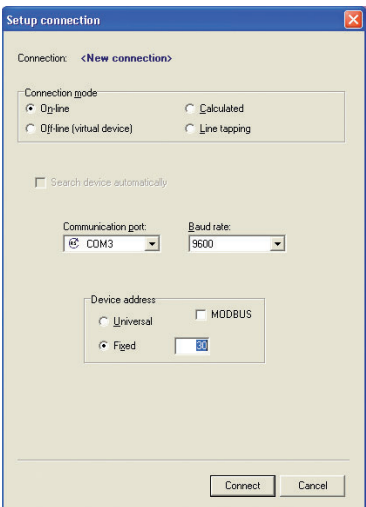 Setup connection
Connection: <New connection>
Connection mode
On-line
Calculated
Off-line (virtual device)
Line tapping
Search device automatically
Communication port:
Baud rate:
COM3
9600
Device address
Universal
MODBUS
Fixed
30
Connect
Cancel